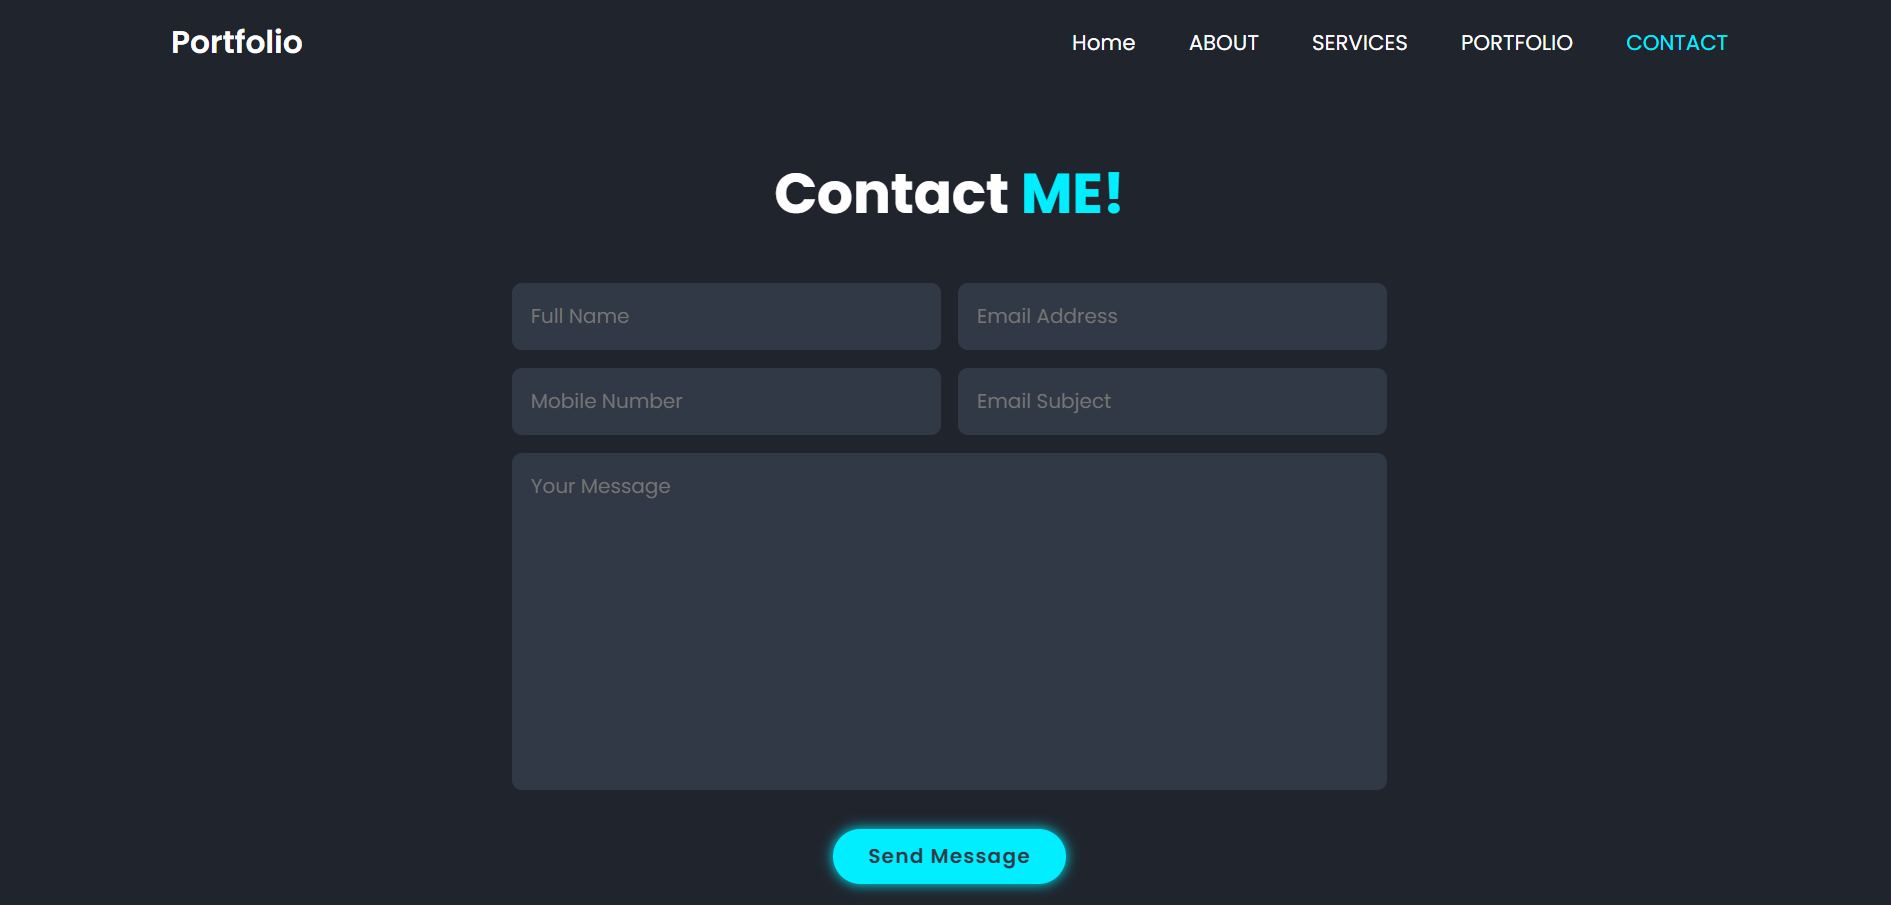 Portfolio Home ABOUT SERVICES PORTFOLIO CONTACT
Contact ME!
Full Name Email Address
Mobile Number Email Subject
Your Message
Send Message